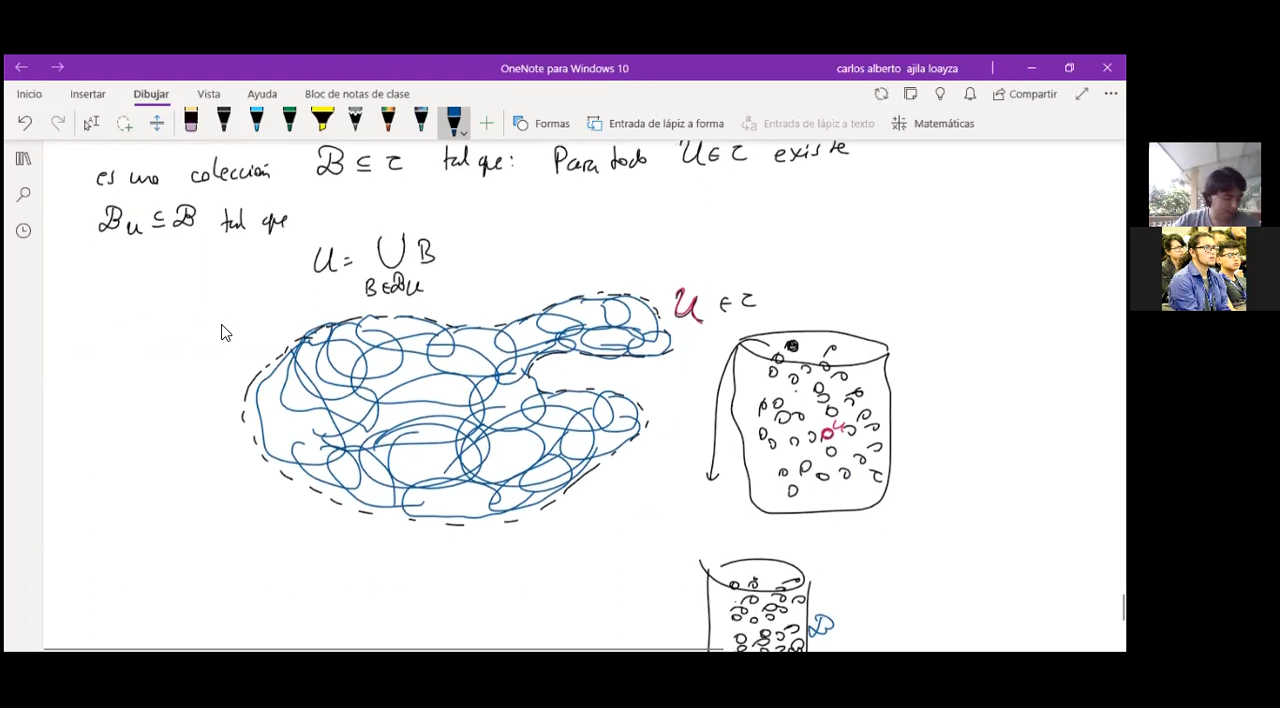 OneNote para Windows 10
carlos alberto ajila loayza
Inicio Insertar Dibujar Vista Ayuda Bloc de notas de clase
Compartir
Formas Entrada de lápiz a forma Entrada de lápiz a texto Matemáticas
es una colección ℬ ⊆ τ tal que: Para todo U ∈ τ existe
ℬ_U ⊆ ℬ tal que
U = ⋃ B
B ∈ ℬ_U
U ∈ τ
U
ℬ